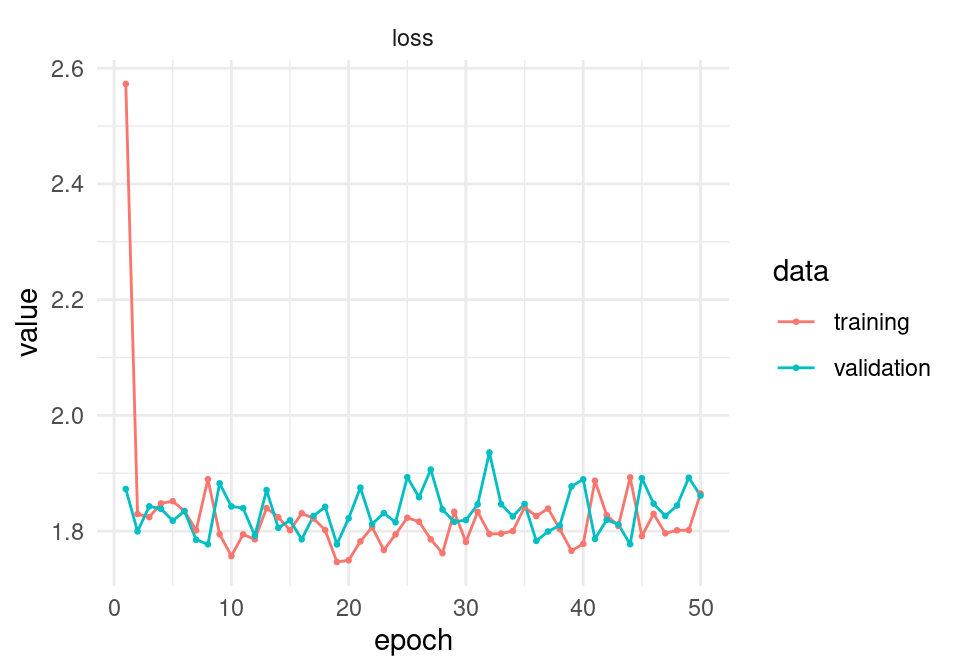 loss
2.6
2.4
2.2
2.0
1.8
value
0 10 20 30 40 50
epoch
data
training
validation